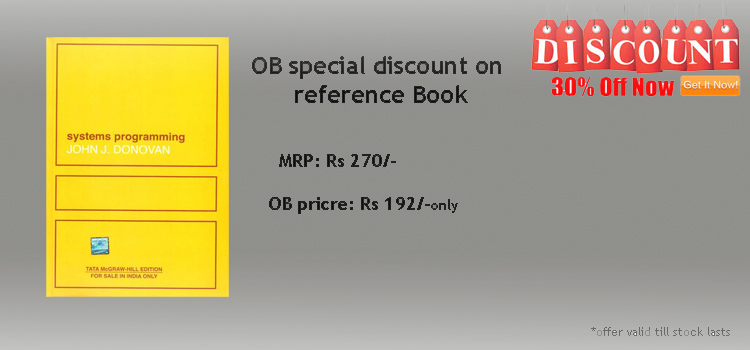 systems programming
JOHN J. DONOVAN
TATA McGRAW-HILL EDITION
FOR SALE IN INDIA ONLY
OB special discount on
reference Book
MRP: Rs 270/-
OB pricre: Rs 192/-only
DISCOUNT
30% Off Now
Get It Now!
*offer valid till stock lasts